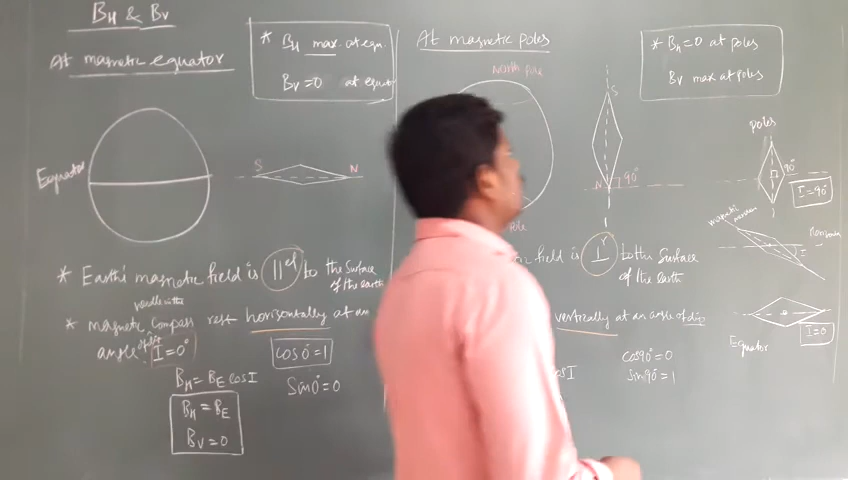 BH & BV
At magnetic equator
* BH max. at equ.
BV = 0 at equator
Equator
S N
* Earth's magnetic field is ||el to the surface
of the earth
needle in the
* magnetic compass rest horizontally at an
angle of dip I = 0°
cos 0° = 1
BH = BE cos I
sin 0° = 0
BH = BE
BV = 0
At magnetic poles
North pole
S
N 90°
pole
field is ⊥r to the surface
of the earth
vertically at an angle of dip
cos I
cos 90° = 0
sin 90° = 1
* BH = 0 at poles
BV max at poles
poles
90°
I = 90°
magnetic
meridian
I
I = 0
Equator